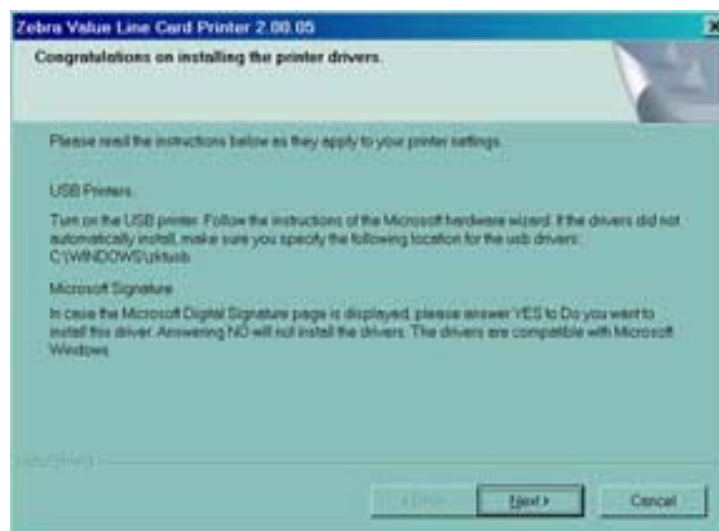 Zebra Value Line Card Printer 2.00.05
Congratulations on installing the printer drivers.
Please read the instructions below as they apply to your printer settings.
USB Printers:
Turn on the USB printer. Follow the instructions of the Microsoft hardware wizard. If the drivers did not
automatically install, make sure you specify the following location for the usb drivers:
C:\WINDOWS\
Microsoft Signature
In case the Microsoft Digital Signature page is displayed, please answer YES to Do you want to
install this driver. Answering NO will not install the drivers. The drivers are compatible with Microsoft
Windows
Next >
Cancel